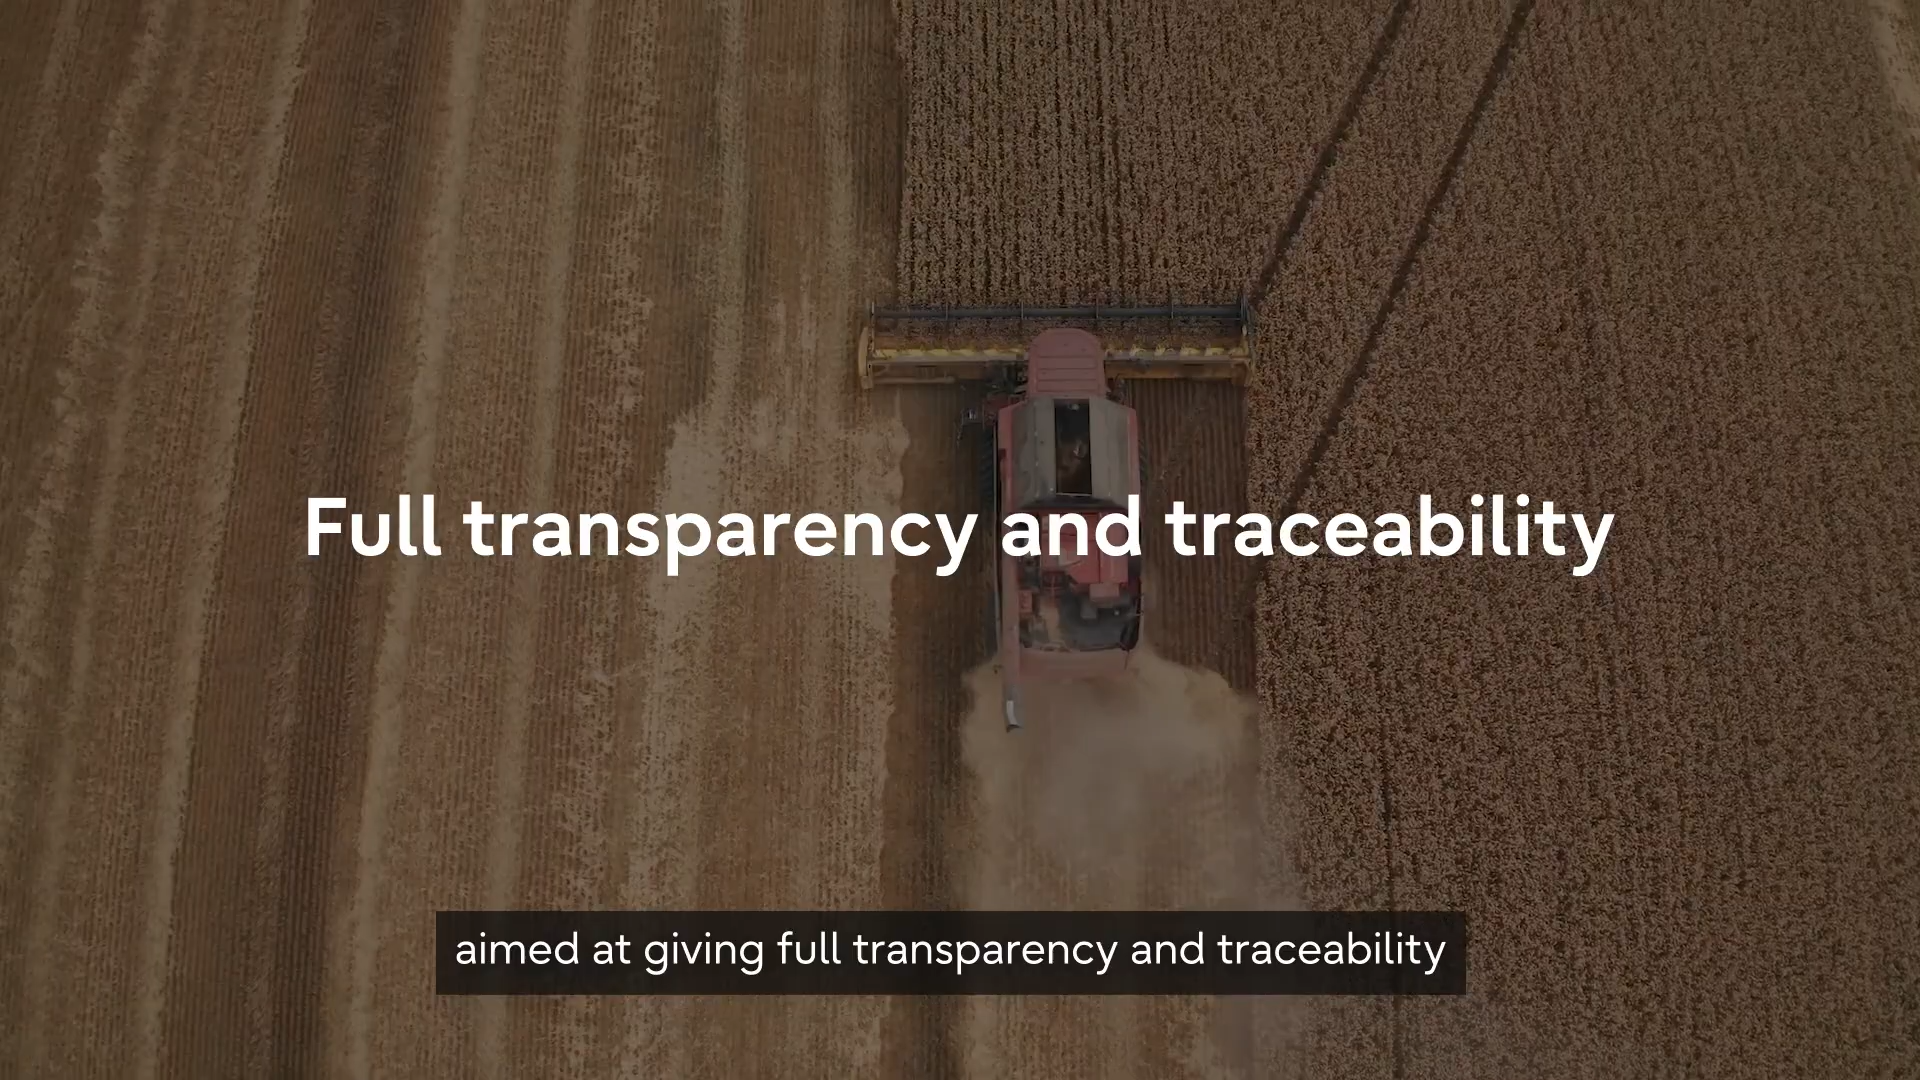 Full transparency and traceability
aimed at giving full transparency and traceability